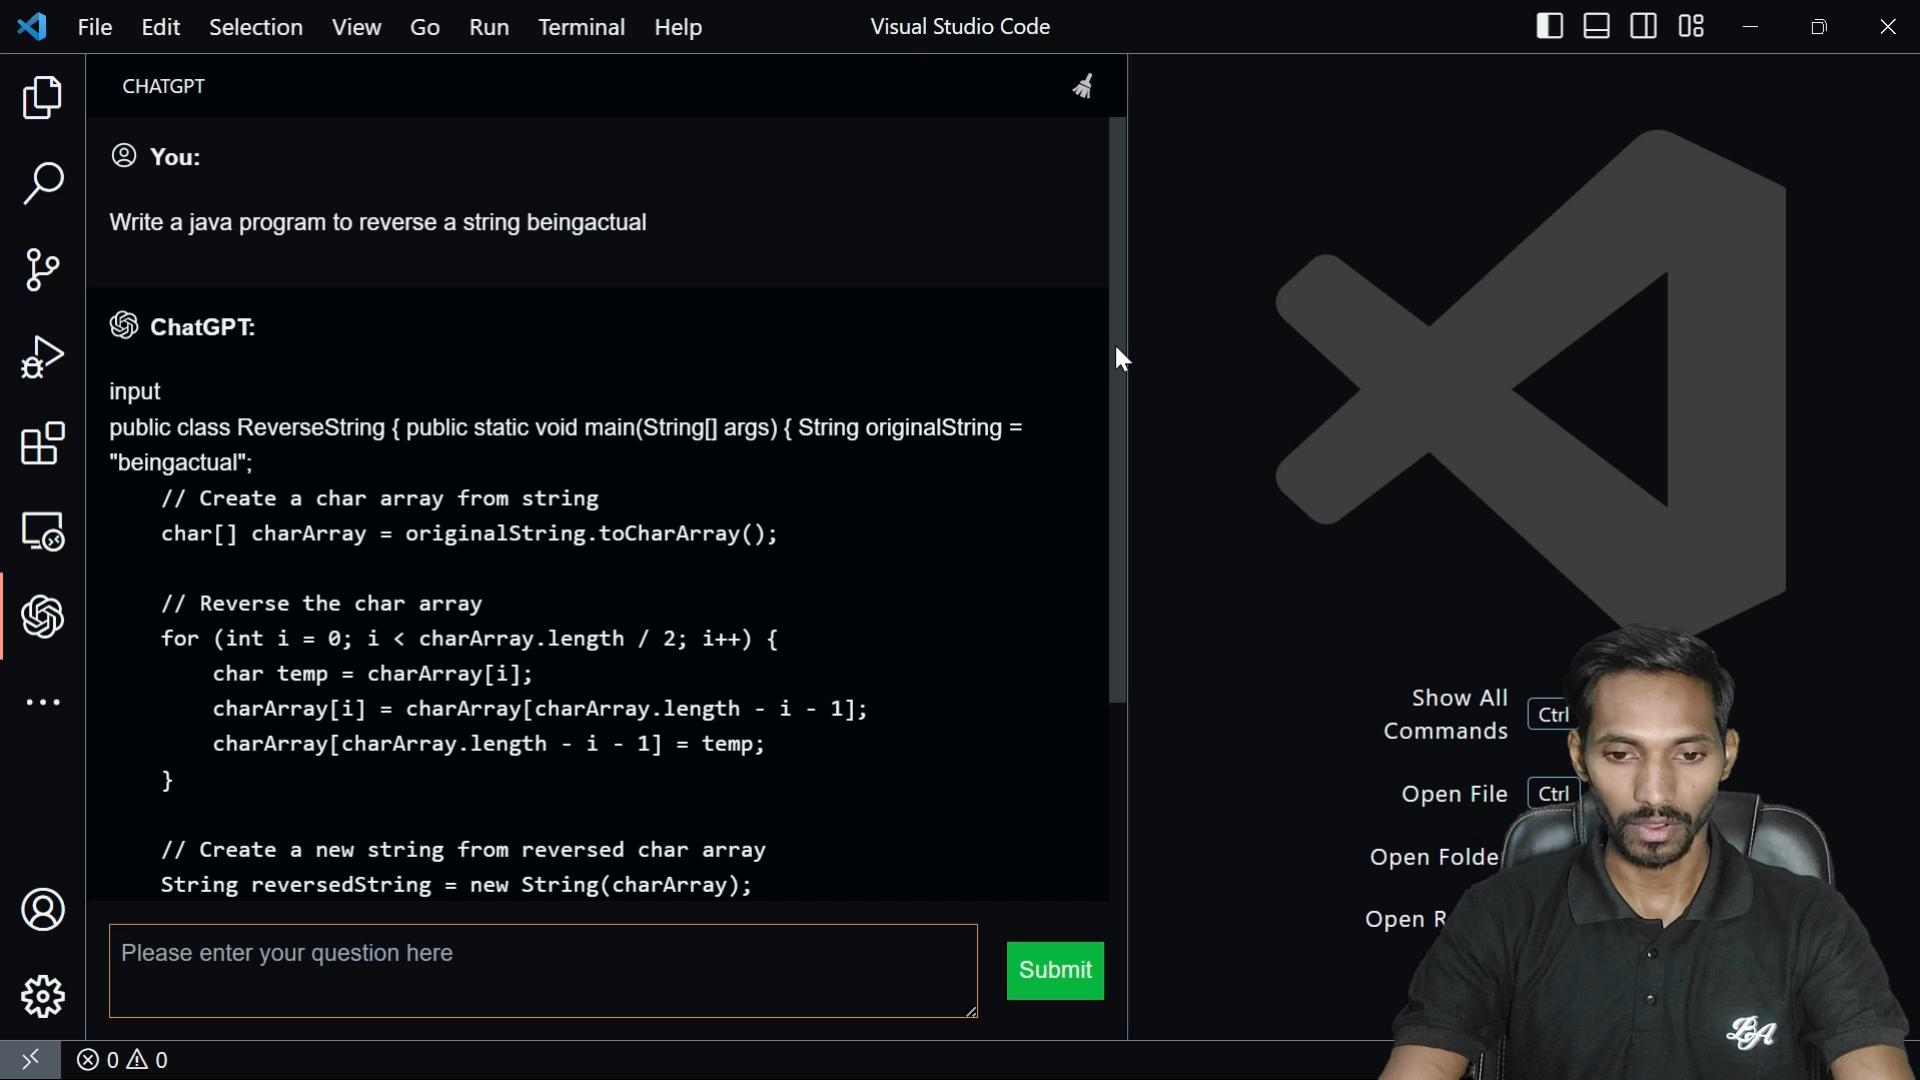 File Edit Selection View Go Run Terminal Help
Visual Studio Code
CHATGPT
You:
Write a java program to reverse a string beingactual
ChatGPT:
input
public class ReverseString { public static void main(String[] args) { String originalString =
"beingactual";
// Create a char array from string
char[] charArray = originalString.toCharArray();
// Reverse the char array
for (int i = 0; i < charArray.length / 2; i++) {
char temp = charArray[i];
charArray[i] = charArray[charArray.length - i - 1];
charArray[charArray.length - i - 1] = temp;
}
// Create a new string from reversed char array
String reversedString = new String(charArray);
Please enter your question here
Submit
Show All
Commands
Ctrl
Open File Ctrl
Open Folde
Open R
BA
0 0